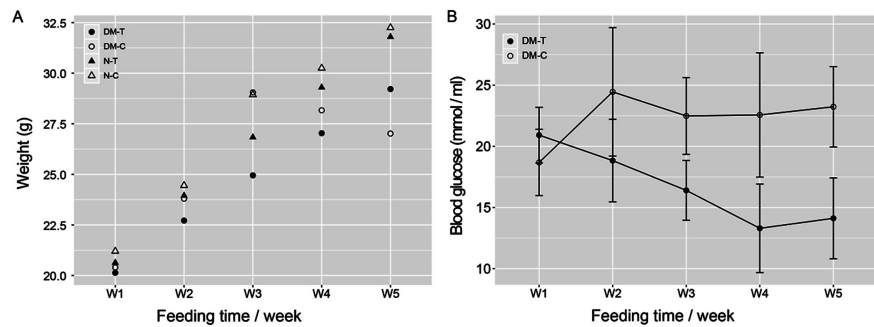 A
32.5
30.0
27.5
25.0
22.5
20.0
Weight (g)
DM-T
DM-C
N-T
N-C
W1 W2 W3 W4 W5
Feeding time / week
B
30
25
20
15
10
Blood glucose (mmol / ml)
DM-T
DM-C
W1 W2 W3 W4 W5
Feeding time / week